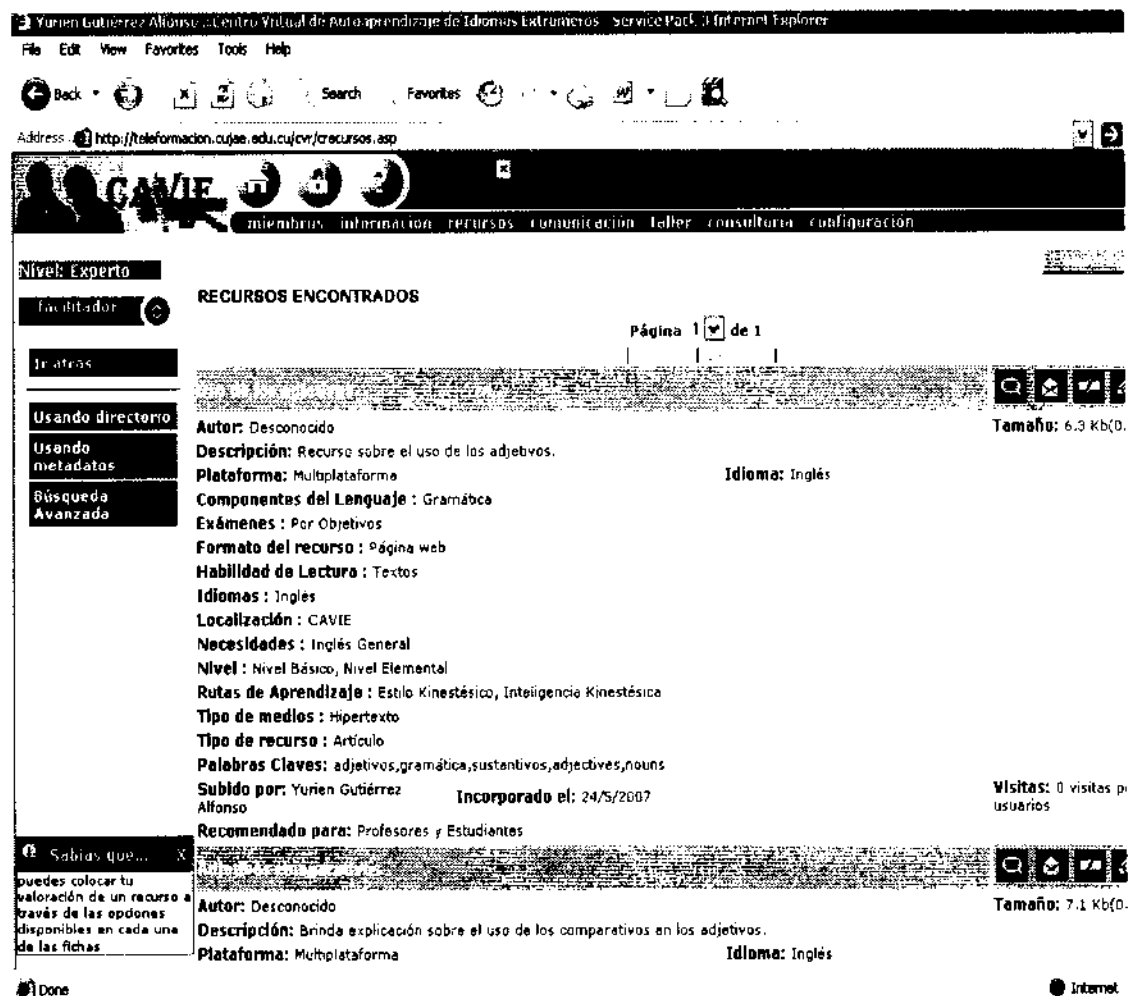 Yurien Gutiérrez Alfonso ...:Centro Virtual de Autoaprendizaje de Idiomas Extranjeros - Service Pack 3 Internet Explorer
File Edit View Favorites Tools Help
Back Search Favorites
Address http://teleformacion.cujae.edu.cu/cvr/crecursos.asp
CAVIE
miembros información recursos comunicación taller consultoría configuración
Nivel: Experto
facilitador
RECURSOS ENCONTRADOS
Página 1 de 1
Ir atrás
Usando directorio
Usando metadatos
Búsqueda Avanzada
Autor: Desconocido Tamaño: 6.3 Kb(0.
Descripción: Recurso sobre el uso de los adjetivos.
Plataforma: Multiplataforma Idioma: Inglés
Componentes del Lenguaje : Gramática
Exámenes : Por Objetivos
Formato del recurso : Página web
Habilidad de Lectura : Textos
Idiomas : Inglés
Localización : CAVIE
Necesidades : Inglés General
Nivel : Nivel Básico, Nivel Elemental
Rutas de Aprendizaje : Estilo Kinestésico, Inteligencia Kinestésica
Tipo de medios : Hipertexto
Tipo de recurso : Artículo
Palabras Claves: adjetivos,gramática,sustantivos,adjectives,nouns
Subido por: Yurien Gutiérrez Alfonso Incorporado el: 24/5/2007 Visitas: 0 visitas p usuarios
Recomendado para: Profesores y Estudiantes
Sabías que... X
puedes colocar tu
valoración de un recurso a
través de las opciones
disponibles en cada una
de las fichas
Autor: Desconocido Tamaño: 7.1 Kb(0.
Descripción: Brinda explicación sobre el uso de los comparativos en los adjetivos.
Plataforma: Multiplataforma Idioma: Inglés
Done Internet